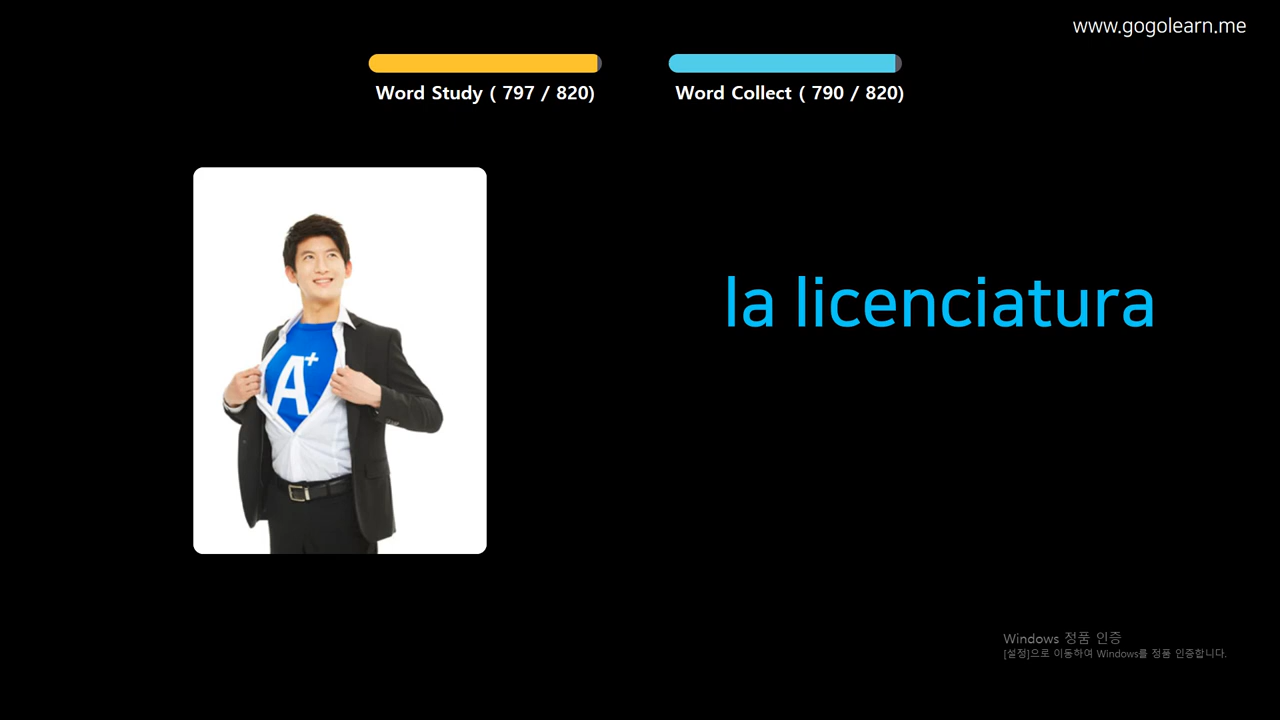 www.gogolearn.me
Word Study ( 797 / 820)
Word Collect ( 790 / 820)
A+
la licenciatura
Windows 정품 인증
[설정]으로 이동하여 Windows를 정품 인증합니다.